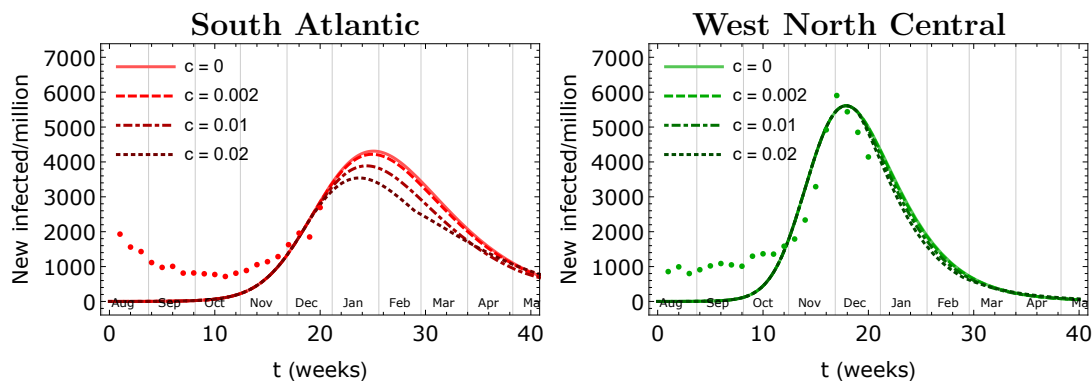 South Atlantic
7000
6000
5000
4000
3000
2000
1000
0
New infected/million
c = 0
c = 0.002
c = 0.01
c = 0.02
Aug Sep Oct Nov Dec Jan Feb Mar Apr Ma
0 10 20 30 40
t (weeks)
West North Central
7000
6000
5000
4000
3000
2000
1000
0
New infected/million
c = 0
c = 0.002
c = 0.01
c = 0.02
Aug Sep Oct Nov Dec Jan Feb Mar Apr Ma
0 10 20 30 40
t (weeks)